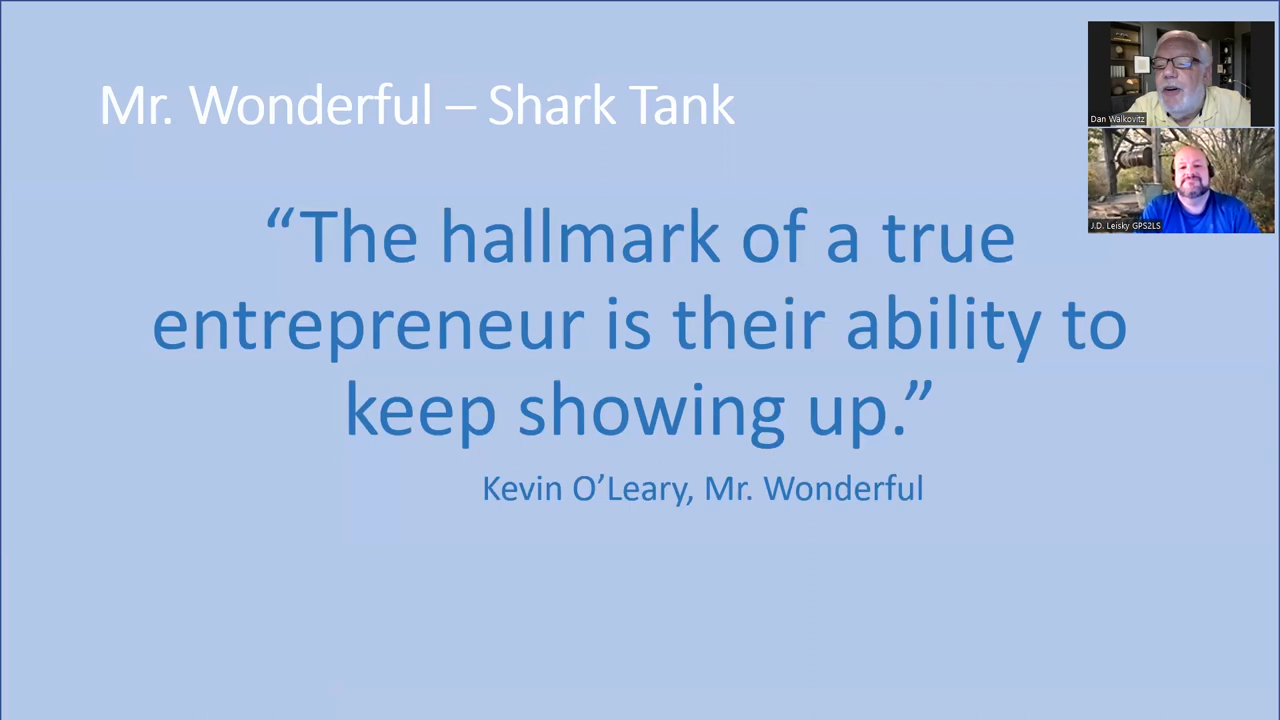 Mr. Wonderful – Shark Tank
“The hallmark of a true
entrepreneur is their ability to
keep showing up.”
Kevin O’Leary, Mr. Wonderful
Dan Walkovitz
J.D. Leisky GPS2LS